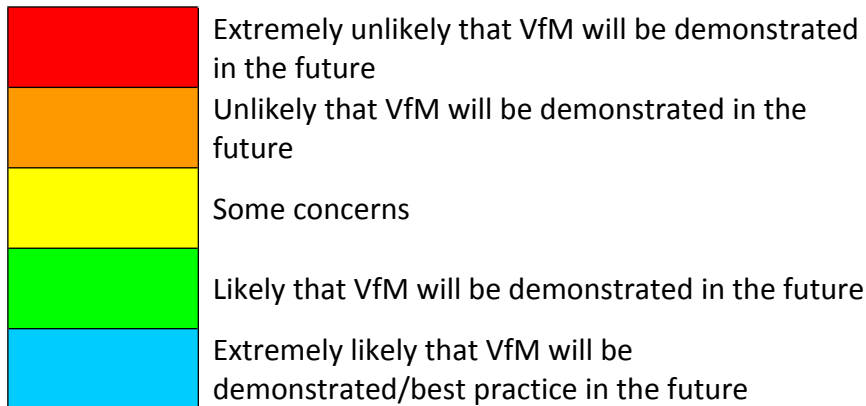 Extremely unlikely that VfM will be demonstrated
in the future
Unlikely that VfM will be demonstrated in the
future
Some concerns
Likely that VfM will be demonstrated in the future
Extremely likely that VfM will be
demonstrated/best practice in the future